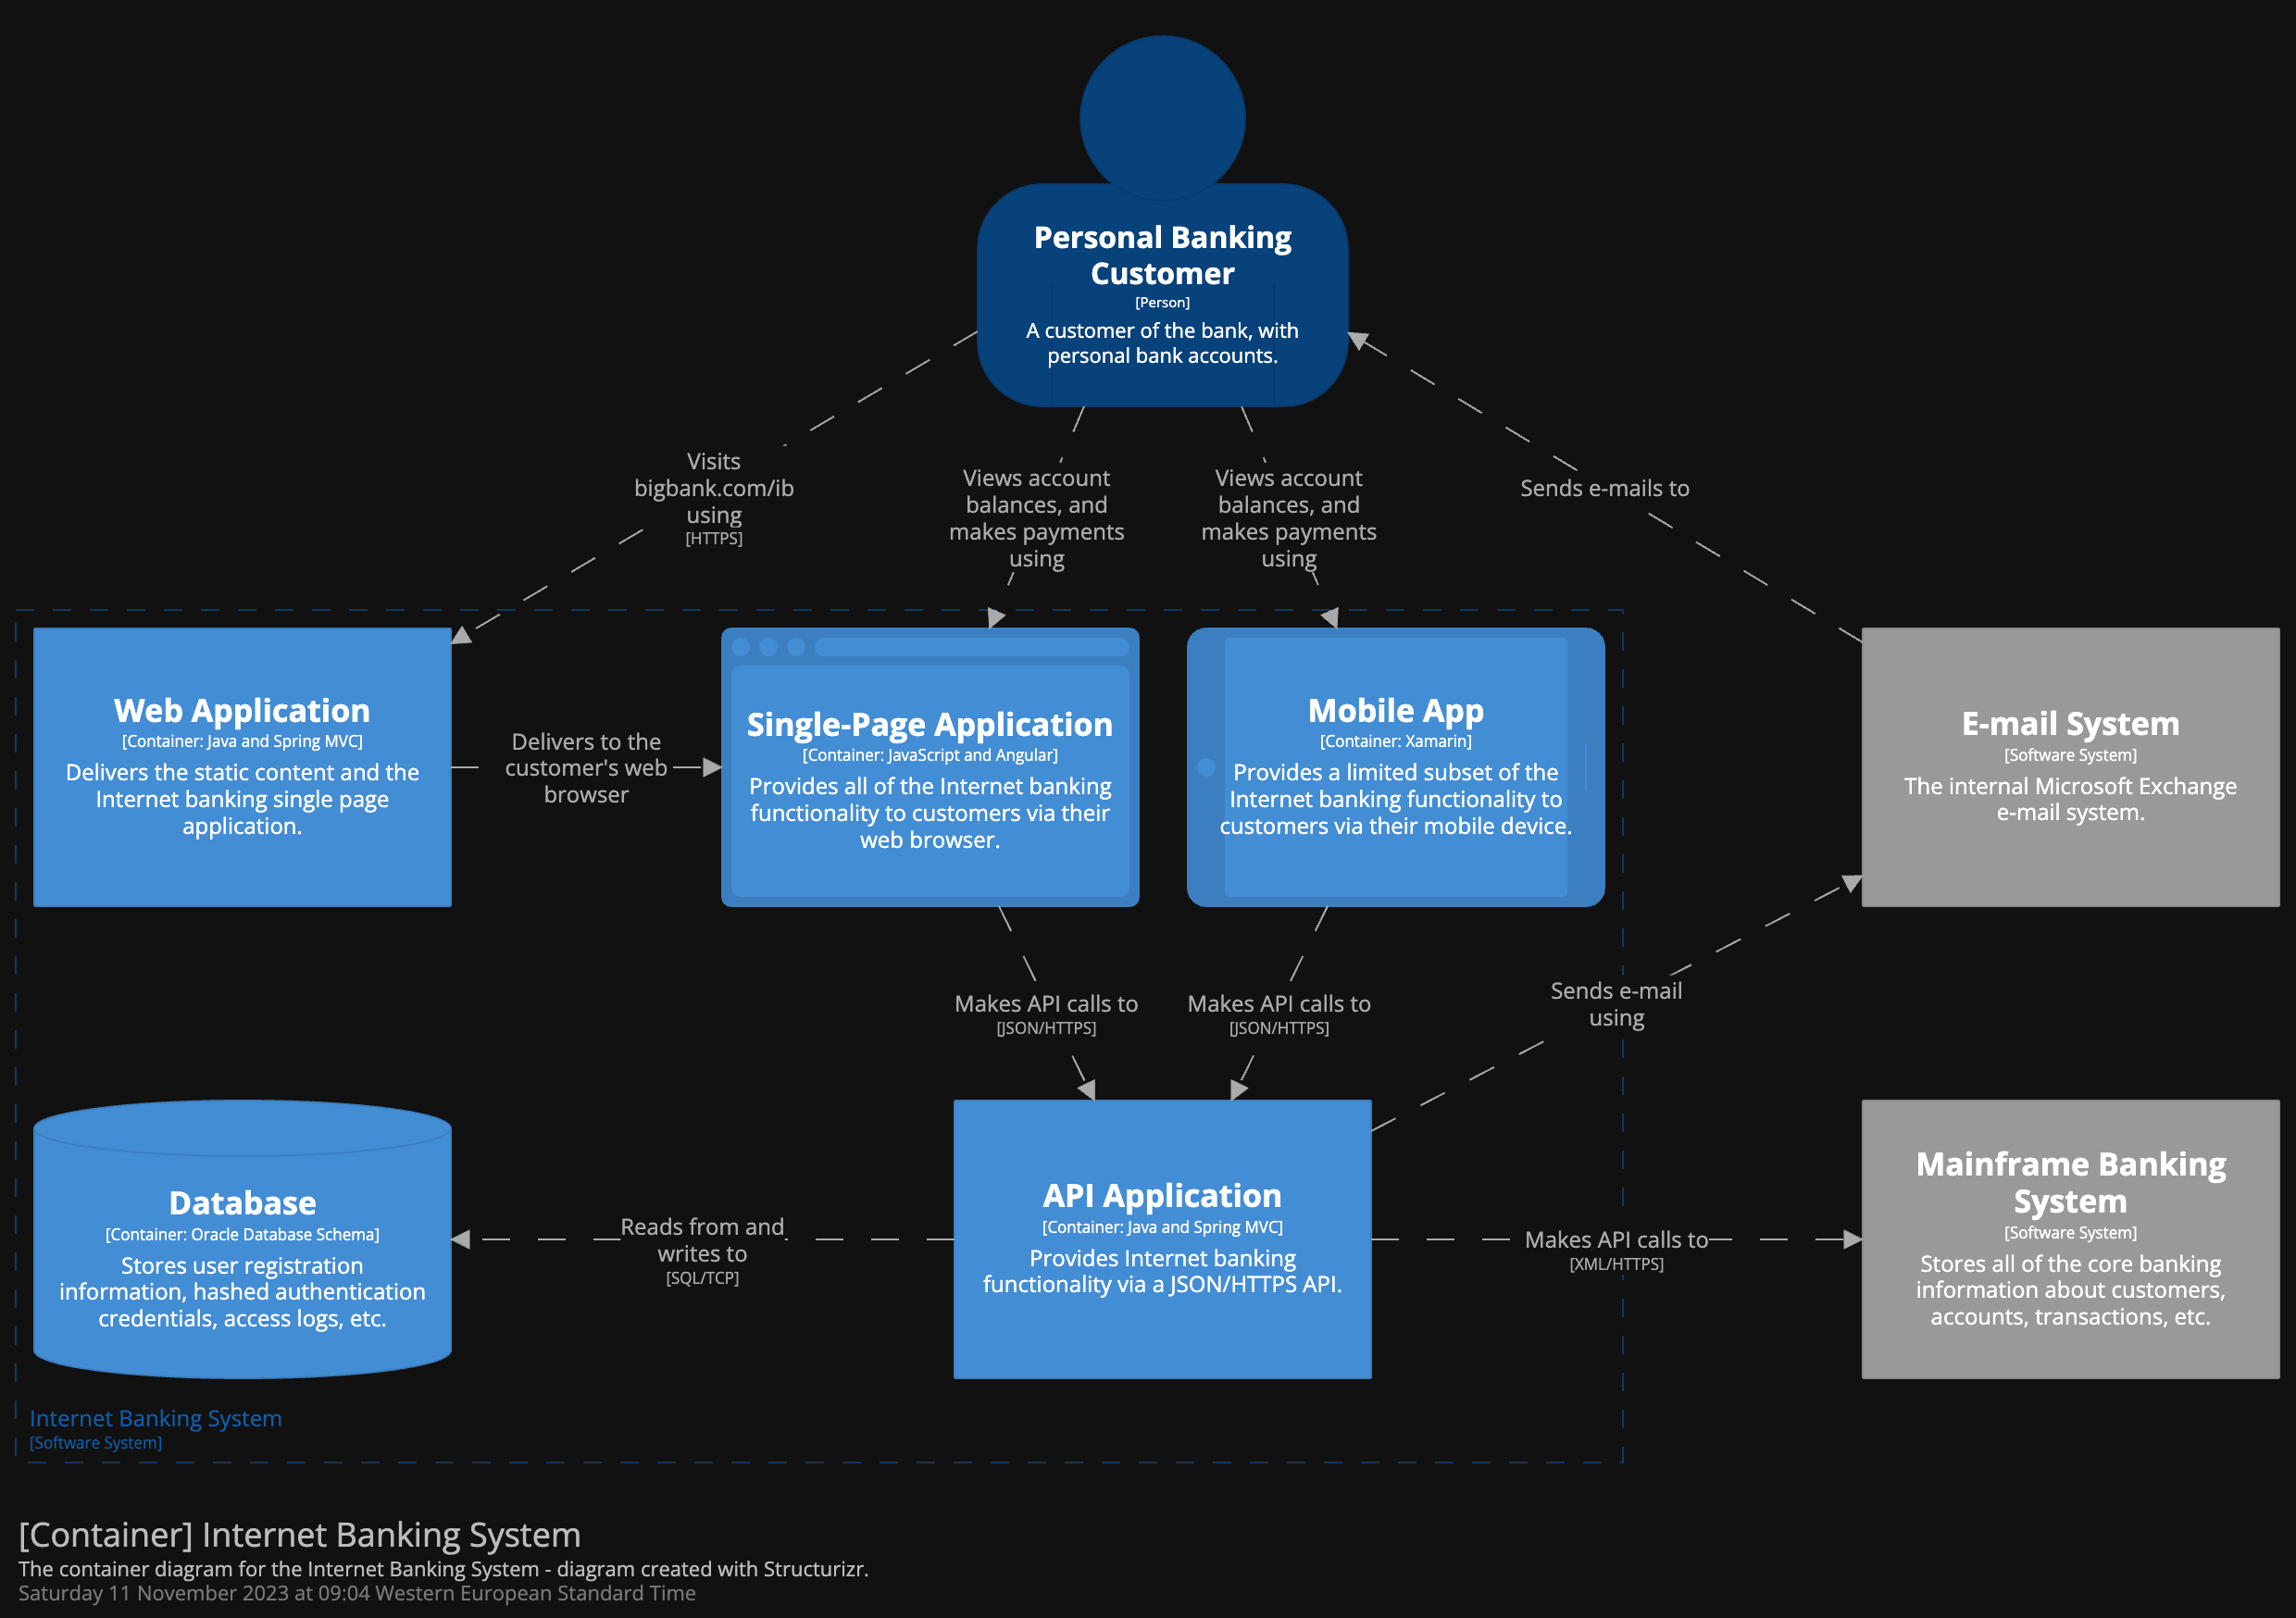 Personal Banking
Customer
[Person]
A customer of the bank, with
personal bank accounts.
Visits
bigbank.com/ib
using
[HTTPS]
Views account
balances, and
makes payments
using
Views account
balances, and
makes payments
using
Sends e-mails to
Web Application
[Container: Java and Spring MVC]
Delivers the static content and the
Internet banking single page
application.
Delivers to the
customer's web
browser
Single-Page Application
[Container: JavaScript and Angular]
Provides all of the Internet banking
functionality to customers via their
web browser.
Mobile App
[Container: Xamarin]
Provides a limited subset of the
Internet banking functionality to
customers via their mobile device.
E-mail System
[Software System]
The internal Microsoft Exchange
e-mail system.
Makes API calls to
[JSON/HTTPS]
Makes API calls to
[JSON/HTTPS]
Sends e-mail
using
Database
[Container: Oracle Database Schema]
Stores user registration
information, hashed authentication
credentials, access logs, etc.
Reads from and
writes to
[SQL/TCP]
API Application
[Container: Java and Spring MVC]
Provides Internet banking
functionality via a JSON/HTTPS API.
Makes API calls to
[XML/HTTPS]
Mainframe Banking
System
[Software System]
Stores all of the core banking
information about customers,
accounts, transactions, etc.
Internet Banking System
[Software System]
[Container] Internet Banking System
The container diagram for the Internet Banking System - diagram created with Structurizr.
Saturday 11 November 2023 at 09:04 Western European Standard Time